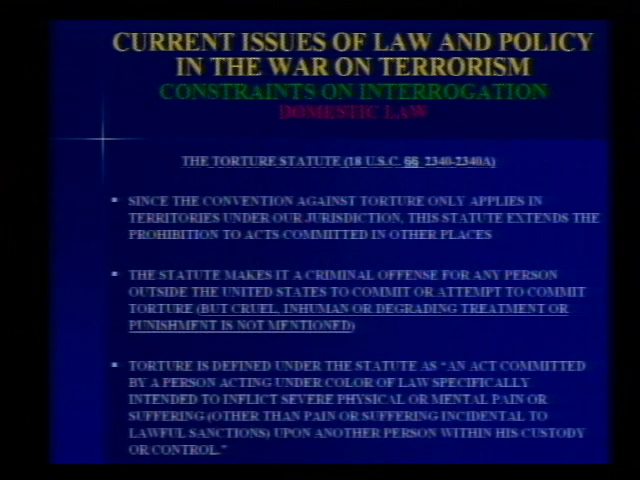 CURRENT ISSUES OF LAW AND POLICY
IN THE WAR ON TERRORISM
CONSTRAINTS ON INTERROGATION
DOMESTIC LAW
THE TORTURE STATUTE (18 U.S.C. §§ 2340-2340A)
▪ SINCE THE CONVENTION AGAINST TORTURE ONLY APPLIES IN
TERRITORIES UNDER OUR JURISDICTION, THIS STATUTE EXTENDS THE
PROHIBITION TO ACTS COMMITTED IN OTHER PLACES
▪ THE STATUTE MAKES IT A CRIMINAL OFFENSE FOR ANY PERSON
OUTSIDE THE UNITED STATES TO COMMIT OR ATTEMPT TO COMMIT
TORTURE (BUT CRUEL, INHUMAN OR DEGRADING TREATMENT OR
PUNISHMENT IS NOT MENTIONED)
▪ TORTURE IS DEFINED UNDER THE STATUTE AS "AN ACT COMMITTED
BY A PERSON ACTING UNDER COLOR OF LAW SPECIFICALLY
INTENDED TO INFLICT SEVERE PHYSICAL OR MENTAL PAIN OR
SUFFERING (OTHER THAN PAIN OR SUFFERING INCIDENTAL TO
LAWFUL SANCTIONS) UPON ANOTHER PERSON WITHIN HIS CUSTODY
OR CONTROL."